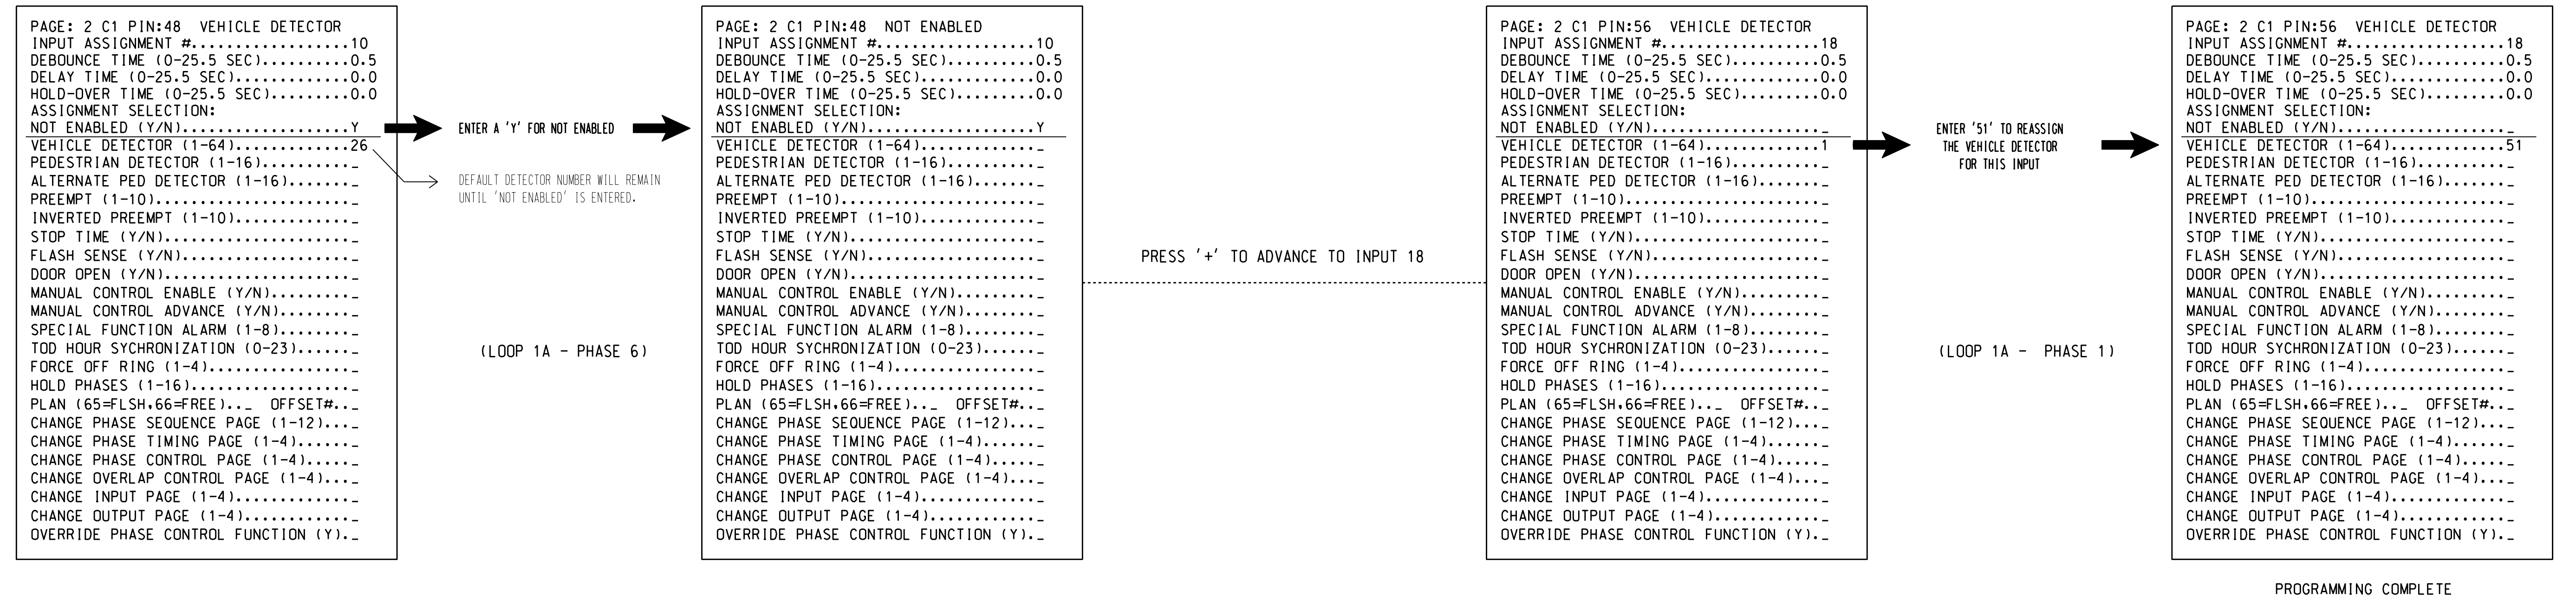 PAGE: 2 C1 PIN:48 VEHICLE DETECTOR
INPUT ASSIGNMENT #.....................10
DEBOUNCE TIME (0-25.5 SEC)..........0.5
DELAY TIME (0-25.5 SEC)..............0.0
HOLD-OVER TIME (0-25.5 SEC).........0.0
ASSIGNMENT SELECTION:
NOT ENABLED (Y/N)......................Y
VEHICLE DETECTOR (1-64)...............26
PEDESTRIAN DETECTOR (1-16)..........._
ALTERNATE PED DETECTOR (1-16)......._
PREEMPT (1-10)........................_
INVERTED PREEMPT (1-10)..............._
STOP TIME (Y/N)........................_
FLASH SENSE (Y/N)......................_
DOOR OPEN (Y/N)........................_
MANUAL CONTROL ENABLE (Y/N)........._
MANUAL CONTROL ADVANCE (Y/N)........_
SPECIAL FUNCTION ALARM (1-8)........_
TOD HOUR SYCHRONIZATION (0-23)......_
FORCE OFF RING (1-4).................._
HOLD PHASES (1-16)...................._
PLAN (65=FLSH,66=FREE).._ OFFSET#.._
CHANGE PHASE SEQUENCE PAGE (1-12)..._
CHANGE PHASE TIMING PAGE (1-4)......_
CHANGE PHASE CONTROL PAGE (1-4)....._
CHANGE OVERLAP CONTROL PAGE (1-4)..._
CHANGE INPUT PAGE (1-4)............._
CHANGE OUTPUT PAGE (1-4)............_
OVERRIDE PHASE CONTROL FUNCTION (Y)._
ENTER A 'Y' FOR NOT ENABLED
DEFAULT DETECTOR NUMBER WILL REMAIN
UNTIL 'NOT ENABLED' IS ENTERED.
(LOOP 1A - PHASE 6)
PAGE: 2 C1 PIN:48 NOT ENABLED
INPUT ASSIGNMENT #.....................10
DEBOUNCE TIME (0-25.5 SEC)..........0.5
DELAY TIME (0-25.5 SEC)..............0.0
HOLD-OVER TIME (0-25.5 SEC).........0.0
ASSIGNMENT SELECTION:
NOT ENABLED (Y/N)......................Y
VEHICLE DETECTOR (1-64)..............._
PEDESTRIAN DETECTOR (1-16)..........._
ALTERNATE PED DETECTOR (1-16)......._
PREEMPT (1-10)........................_
INVERTED PREEMPT (1-10)..............._
STOP TIME (Y/N)........................_
FLASH SENSE (Y/N)......................_
DOOR OPEN (Y/N)........................_
MANUAL CONTROL ENABLE (Y/N)........._
MANUAL CONTROL ADVANCE (Y/N)........_
SPECIAL FUNCTION ALARM (1-8)........_
TOD HOUR SYCHRONIZATION (0-23)......_
FORCE OFF RING (1-4).................._
HOLD PHASES (1-16)...................._
PLAN (65=FLSH,66=FREE).._ OFFSET#.._
CHANGE PHASE SEQUENCE PAGE (1-12)..._
CHANGE PHASE TIMING PAGE (1-4)......_
CHANGE PHASE CONTROL PAGE (1-4)....._
CHANGE OVERLAP CONTROL PAGE (1-4)..._
CHANGE INPUT PAGE (1-4)............._
CHANGE OUTPUT PAGE (1-4)............_
OVERRIDE PHASE CONTROL FUNCTION (Y)._
PRESS '+' TO ADVANCE TO INPUT 18
PAGE: 2 C1 PIN:56 VEHICLE DETECTOR
INPUT ASSIGNMENT #.....................18
DEBOUNCE TIME (0-25.5 SEC)..........0.5
DELAY TIME (0-25.5 SEC)..............0.0
HOLD-OVER TIME (0-25.5 SEC).........0.0
ASSIGNMENT SELECTION:
NOT ENABLED (Y/N)......................_
VEHICLE DETECTOR (1-64)...............1
PEDESTRIAN DETECTOR (1-16)..........._
ALTERNATE PED DETECTOR (1-16)......._
PREEMPT (1-10)........................_
INVERTED PREEMPT (1-10)..............._
STOP TIME (Y/N)........................_
FLASH SENSE (Y/N)......................_
DOOR OPEN (Y/N)........................_
MANUAL CONTROL ENABLE (Y/N)........._
MANUAL CONTROL ADVANCE (Y/N)........_
SPECIAL FUNCTION ALARM (1-8)........_
TOD HOUR SYCHRONIZATION (0-23)......_
FORCE OFF RING (1-4).................._
HOLD PHASES (1-16)...................._
PLAN (65=FLSH,66=FREE).._ OFFSET#.._
CHANGE PHASE SEQUENCE PAGE (1-12)..._
CHANGE PHASE TIMING PAGE (1-4)......_
CHANGE PHASE CONTROL PAGE (1-4)....._
CHANGE OVERLAP CONTROL PAGE (1-4)..._
CHANGE INPUT PAGE (1-4)............._
CHANGE OUTPUT PAGE (1-4)............_
OVERRIDE PHASE CONTROL FUNCTION (Y)._
ENTER '51' TO REASSIGN
THE VEHICLE DETECTOR
FOR THIS INPUT
(LOOP 1A - PHASE 1)
PAGE: 2 C1 PIN:56 VEHICLE DETECTOR
INPUT ASSIGNMENT #.....................18
DEBOUNCE TIME (0-25.5 SEC)..........0.5
DELAY TIME (0-25.5 SEC)..............0.0
HOLD-OVER TIME (0-25.5 SEC).........0.0
ASSIGNMENT SELECTION:
NOT ENABLED (Y/N)......................_
VEHICLE DETECTOR (1-64)...............51
PEDESTRIAN DETECTOR (1-16)..........._
ALTERNATE PED DETECTOR (1-16)......._
PREEMPT (1-10)........................_
INVERTED PREEMPT (1-10)..............._
STOP TIME (Y/N)........................_
FLASH SENSE (Y/N)......................_
DOOR OPEN (Y/N)........................_
MANUAL CONTROL ENABLE (Y/N)........._
MANUAL CONTROL ADVANCE (Y/N)........_
SPECIAL FUNCTION ALARM (1-8)........_
TOD HOUR SYCHRONIZATION (0-23)......_
FORCE OFF RING (1-4).................._
HOLD PHASES (1-16)...................._
PLAN (65=FLSH,66=FREE).._ OFFSET#.._
CHANGE PHASE SEQUENCE PAGE (1-12)..._
CHANGE PHASE TIMING PAGE (1-4)......_
CHANGE PHASE CONTROL PAGE (1-4)....._
CHANGE OVERLAP CONTROL PAGE (1-4)..._
CHANGE INPUT PAGE (1-4)............._
CHANGE OUTPUT PAGE (1-4)............_
OVERRIDE PHASE CONTROL FUNCTION (Y)._
PROGRAMMING COMPLETE